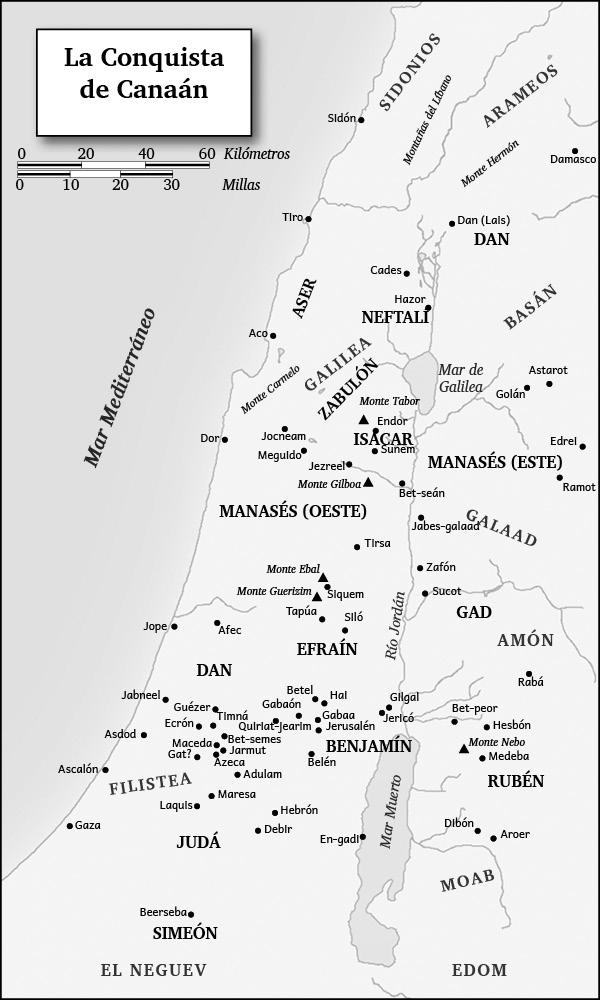 La Conquista
de Canaán
0 20 40 60 Kilómetros
0 10 20 30 Millas
SIDONIOS
ARAMEOS
Montañas del Líbano
Sidón
Monte Hermón
Damasco
Tiro
Dan (Lais)
DAN
Cades
ASER
Hazor
NEFTALÍ
BASÁN
Aco
Mar Mediterráneo
GALILEA
ZABULÓN
Mar de
Galilea
Astarot
Golán
Monte Carmelo
Monte Tabor
Endor
Jocneam
ISACAR
Dor
Sunem
Meguido
Edrei
Jezreel
MANASÉS (ESTE)
Monte Gilboa
Ramot
Bet-seán
MANASÉS (OESTE)
Jabes-galaad
GALAAD
Tirsa
Monte Ebal
Zafón
Monte Guerizim
Siquem
Sucot
Tapúa
Siló
GAD
Río Jordán
Jope
Afec
EFRAÍN
AMÓN
DAN
Rabá
Jabneel
Betel
Hai
Gilgal
Guézer
Gabaón
Jericó
Bet-peor
Ecrón
Timná
Quiriat-jearim
Gabaa
Hesbón
Asdod
Jerusalén
Bet-semes
Maceda
Jarmut
BENJAMÍN
Monte Nebo
Gat?
Azeca
Belén
Medeba
Ascalón
Adulam
FILISTEA
RUBÉN
Maresa
Laquis
Hebrón
Mar Muerto
Gaza
Debir
Dibón
JUDÁ
En-gadi
Aroer
MOAB
Beerseba
SIMEÓN
EL NEGUEV
EDOM